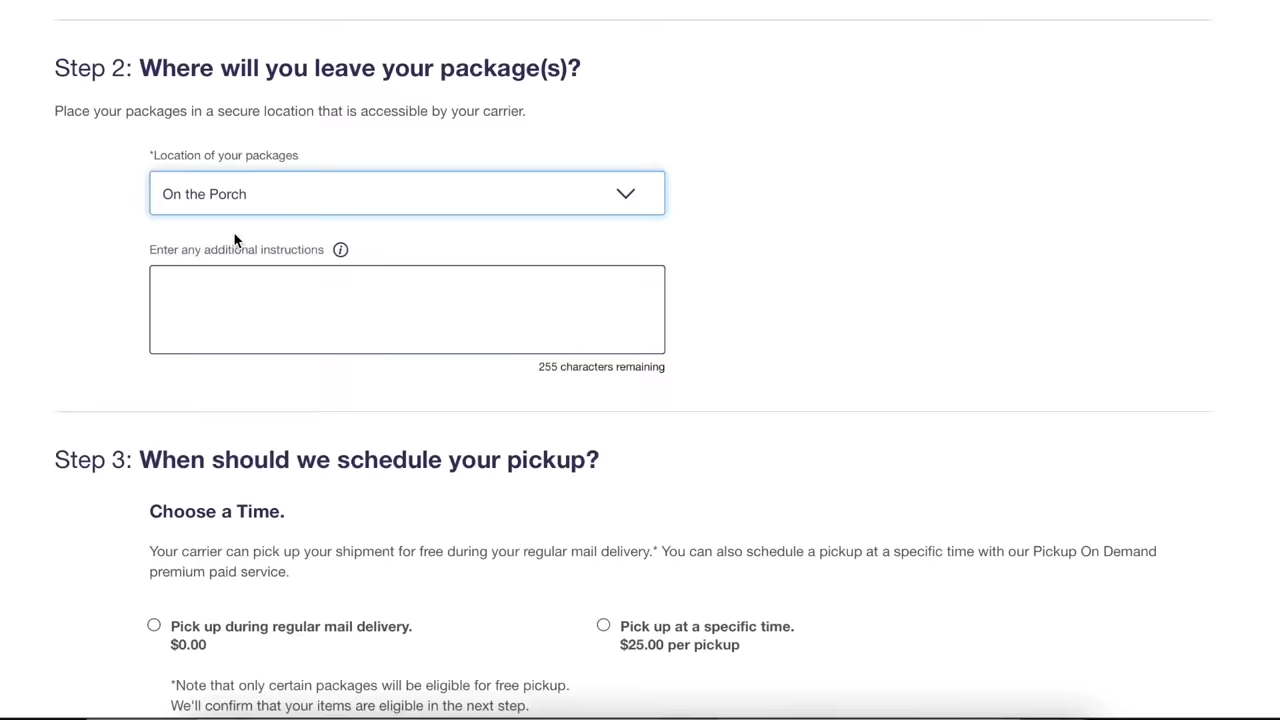 Step 2: Where will you leave your package(s)?
Place your packages in a secure location that is accessible by your carrier.
*Location of your packages
On the Porch
Enter any additional instructions i
255 characters remaining
Step 3: When should we schedule your pickup?
Choose a Time.
Your carrier can pick up your shipment for free during your regular mail delivery.* You can also schedule a pickup at a specific time with our Pickup On Demand
premium paid service.
Pick up during regular mail delivery. Pick up at a specific time.
$0.00 $25.00 per pickup
*Note that only certain packages will be eligible for free pickup.
We'll confirm that your items are eligible in the next step.